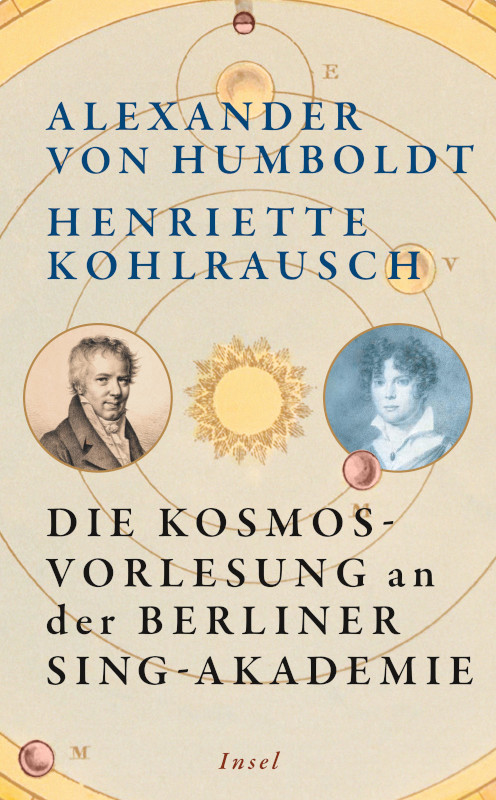 E
ALEXANDER
VON HUMBOLDT
HENRIETTE
KOHLRAUSCH
V
M
DIE KOSMOS-
VORLESUNG an
der BERLINER
SING-AKADEMIE
M
Insel